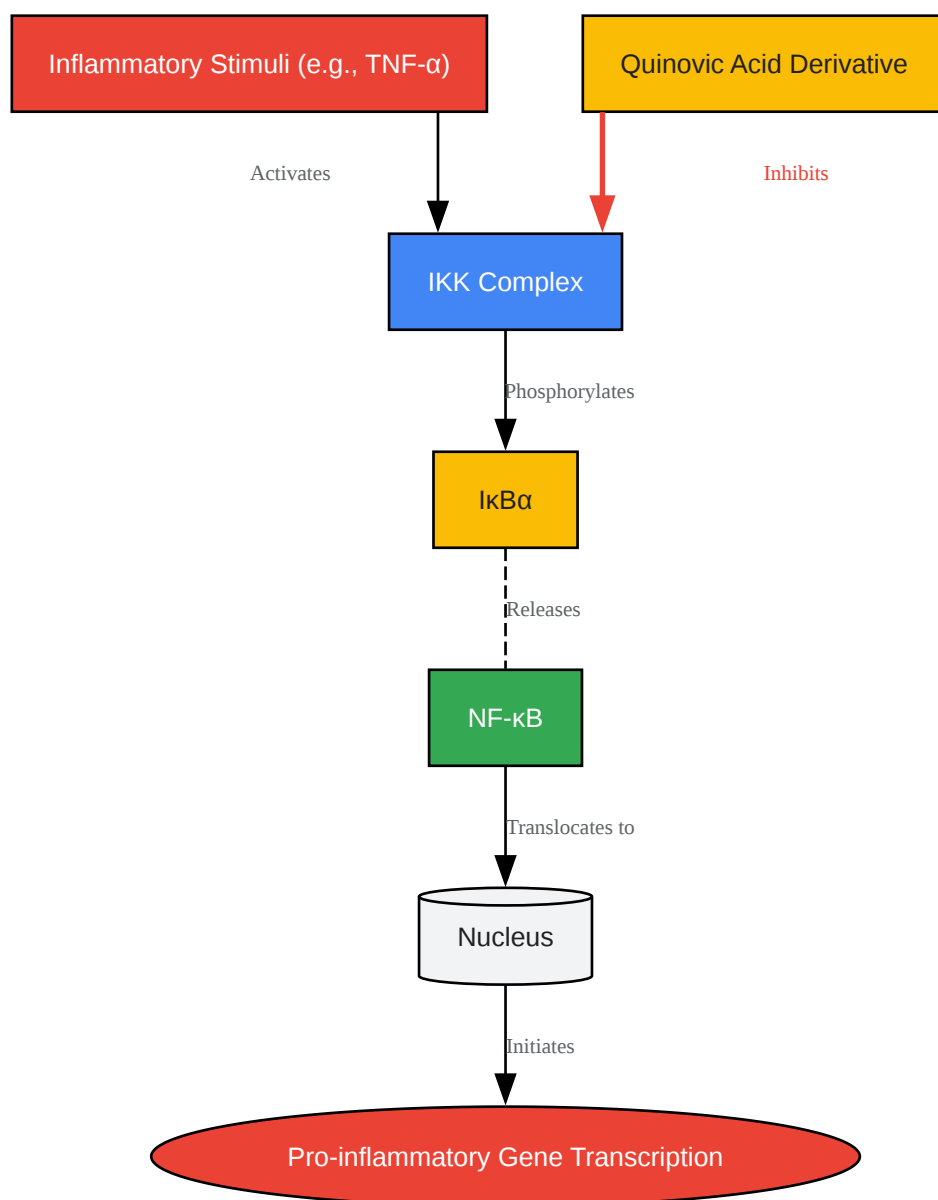 Inflammatory Stimuli (e.g., TNF-α)
Quinovic Acid Derivative
Activates
Inhibits
IKK Complex
Phosphorylates
IκBα
Releases
NF-κB
Translocates to
Nucleus
Initiates
Pro-inflammatory Gene Transcription